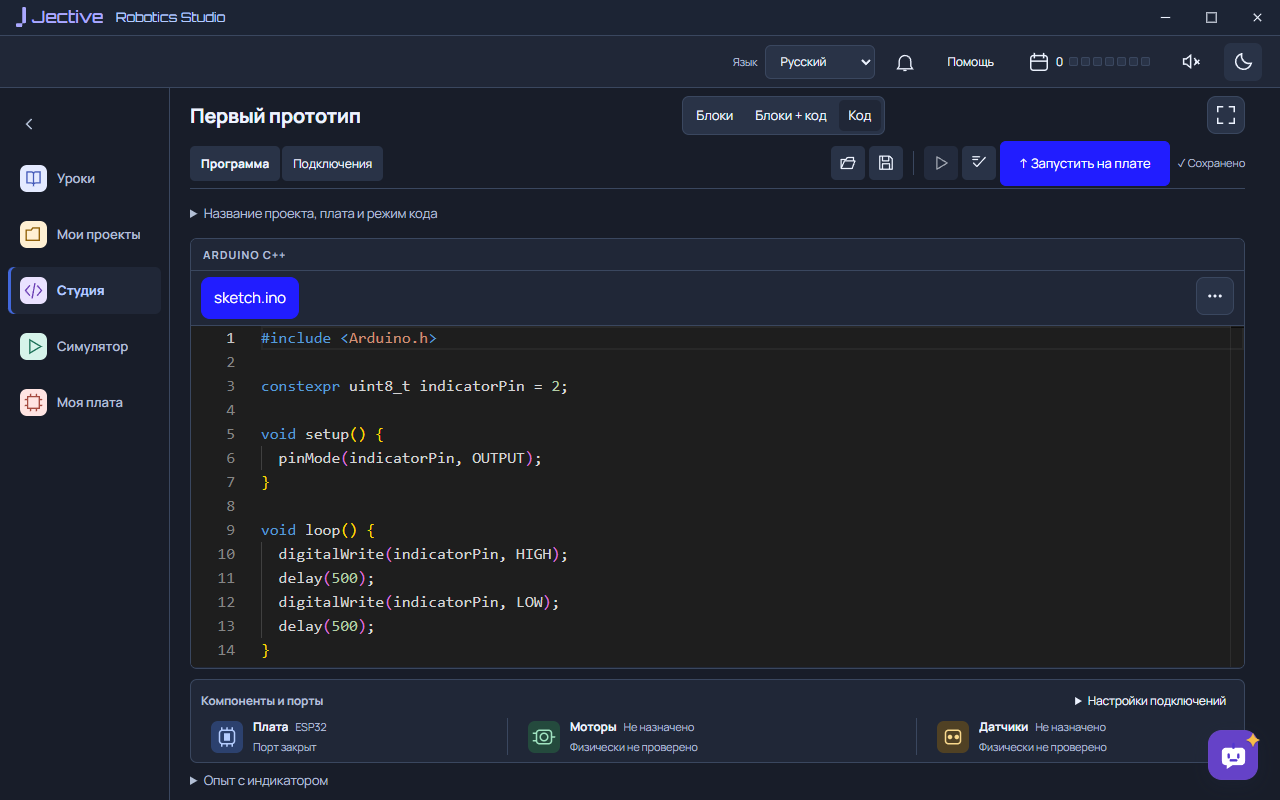 Jective Robotics Studio
Язык Русский Помощь 0
Первый прототип
Блоки Блоки + код Код
Программа Подключения
↑ Запустить на плате ✓ Сохранено
Уроки
Мои проекты
Студия
Симулятор
Моя плата
▶ Название проекта, плата и режим кода
ARDUINO C++
sketch.ino
1 #include <Arduino.h>
2
3 constexpr uint8_t indicatorPin = 2;
4
5 void setup() {
6 pinMode(indicatorPin, OUTPUT);
7 }
8
9 void loop() {
10 digitalWrite(indicatorPin, HIGH);
11 delay(500);
12 digitalWrite(indicatorPin, LOW);
13 delay(500);
14 }
Компоненты и порты
▶ Настройки подключений
Плата ESP32
Порт закрыт
Моторы Не назначено
Физически не проверено
Датчики Не назначено
Физически не проверено
▶ Опыт с индикатором